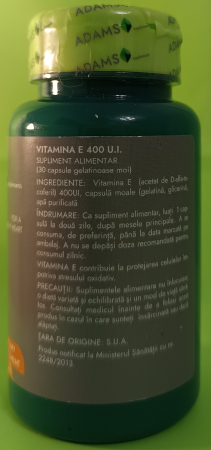 ADAMS
ADAMS
VITAMINA E 400 U.I.
SUPLIMENT ALIMENTAR
(30 capsule gelatinoase moi)
INGREDIENTE: Vitamina E (acetat de D-alfa-to-
coferil) 400UI, capsulă moale (gelatină, glicerină,
apă purificată
ÎNDRUMARE: Ca supliment alimentar, luați 1 cap-
sulă la două zile, după mesele principale. A se
consuma, de preferință, până la data marcată pe
ambalaj. A nu se depăși doza recomandată pentru
consumul zilnic.
VITAMINA E contribuie la protejarea celulelor îm-
potriva stresului oxidativ.
PRECAUȚII: Suplimentele alimentare nu înlocuiesc
o dietă variată și echilibrată și un mod de viață
Consultați medicul înainte de a folosi acest
produs în cazul în care sunteți însărcinată sau
alăptați.
ȚARA DE ORIGINE: S.U.A.
Produs notificat la Ministerul Sănătății cu nr.
2248/2013